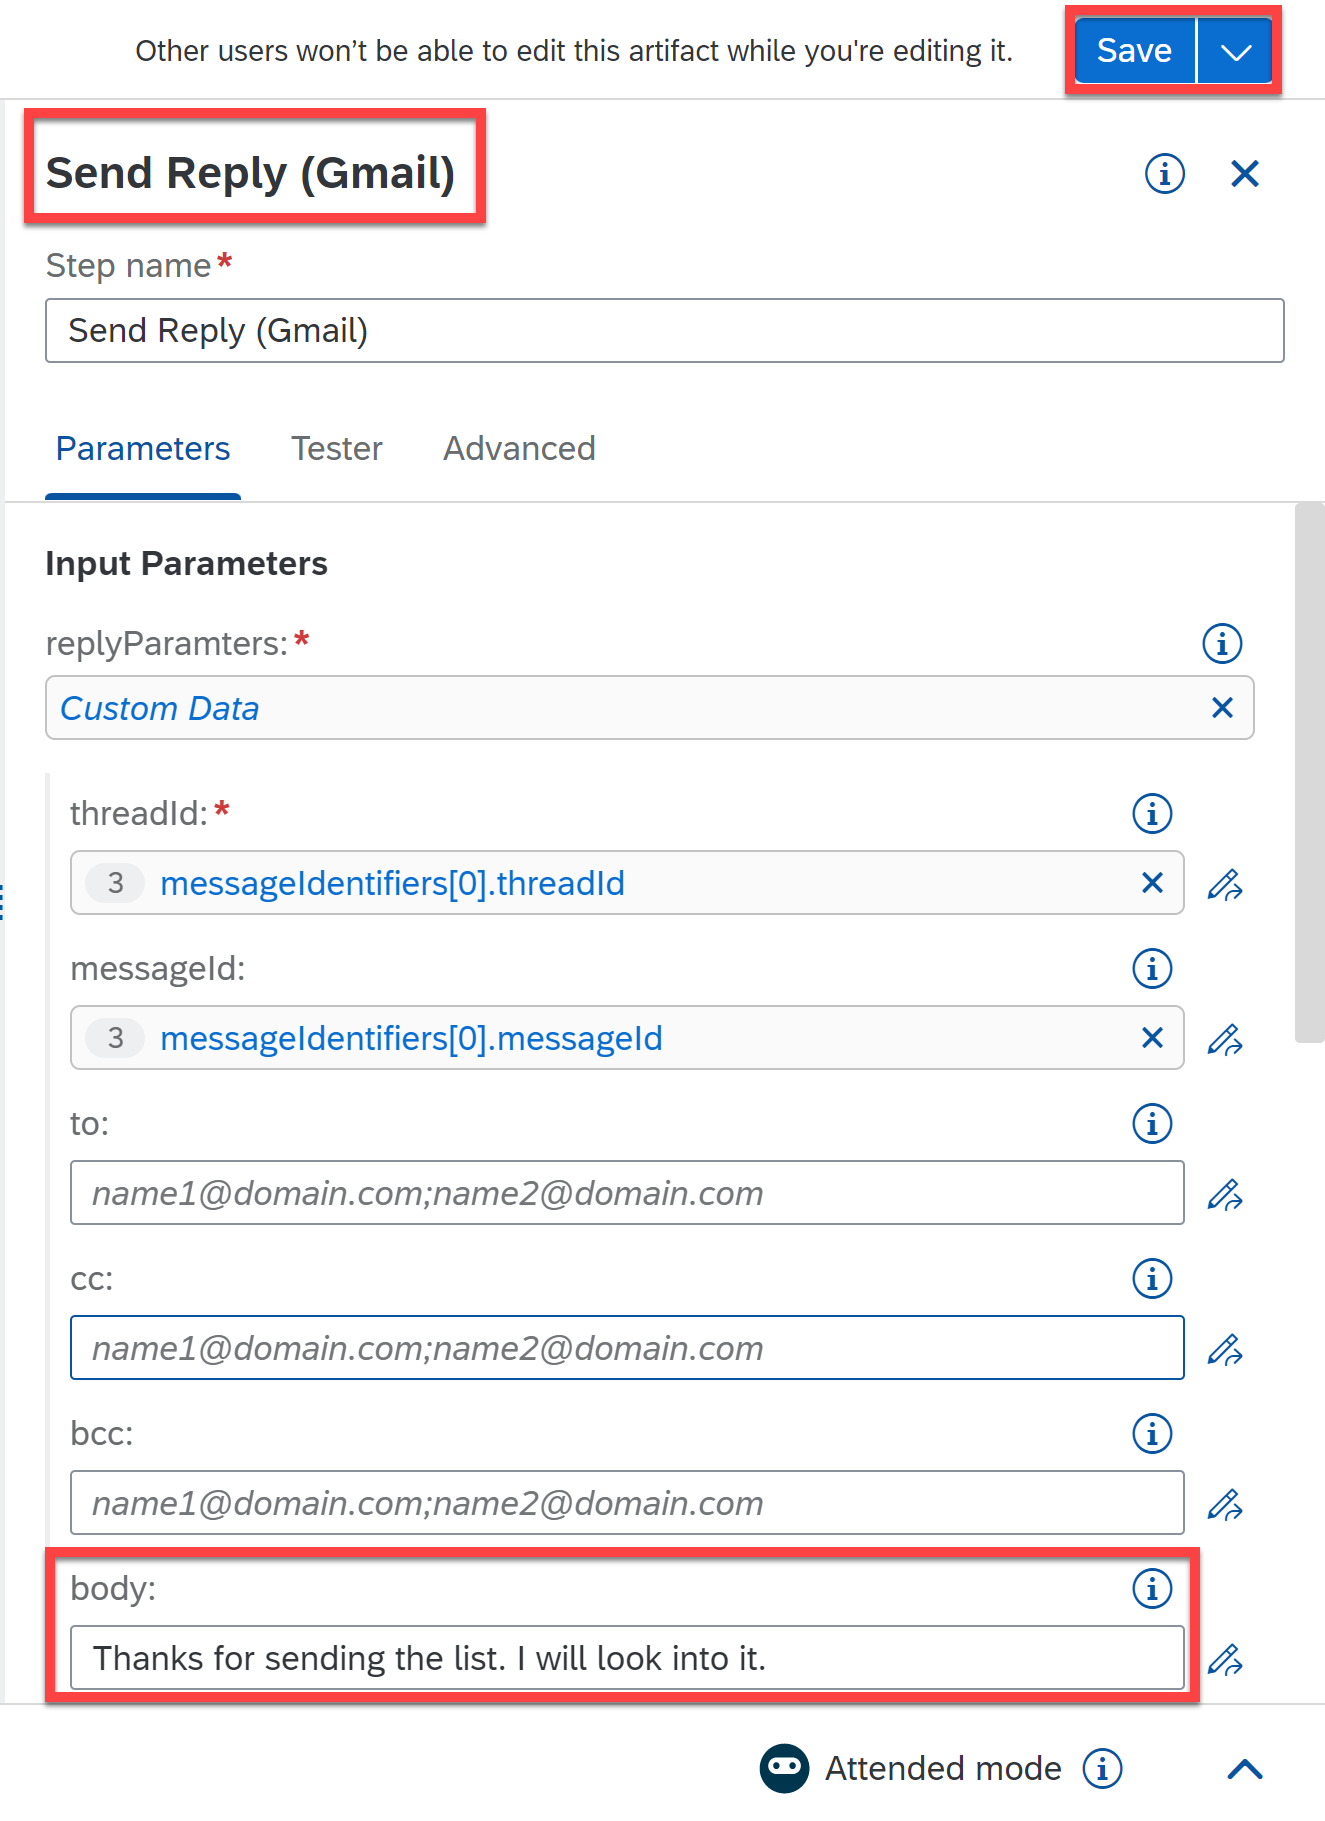 Other users won’t be able to edit this artifact while you're editing it.
Save
Send Reply (Gmail)
Step name*
Send Reply (Gmail)
Parameters Tester Advanced
Input Parameters
replyParamters:*
Custom Data
threadId:*
3 messageIdentifiers[0].threadId
messageId:
3 messageIdentifiers[0].messageId
to:
name1@domain.com;name2@domain.com
cc:
name1@domain.com;name2@domain.com
bcc:
name1@domain.com;name2@domain.com
body:
Thanks for sending the list. I will look into it.
Attended mode